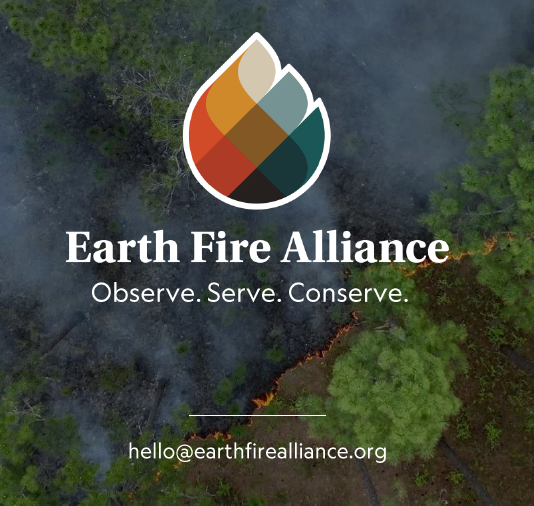 Earth Fire Alliance
Observe. Serve. Conserve.
hello@earthfirealliance.org